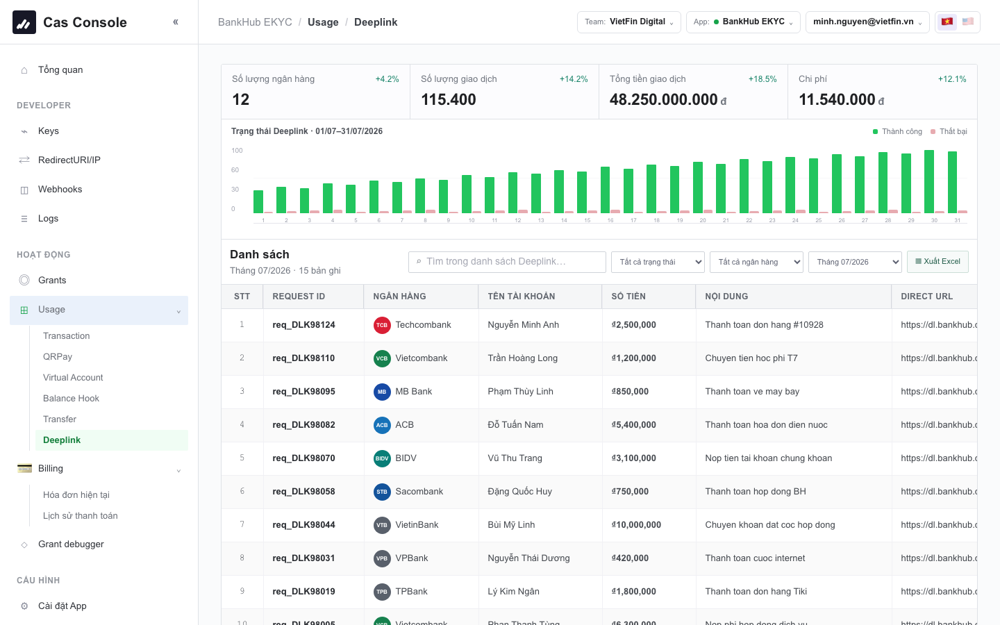 Cas Console «
BankHub EKYC / Usage / Deeplink
Team: VietFin Digital
App: BankHub EKYC
minh.nguyen@vietfin.vn
Tổng quan
DEVELOPER
Keys
RedirectURI/IP
Webhooks
Logs
HOẠT ĐỘNG
Grants
Usage
Transaction
QRPay
Virtual Account
Balance Hook
Transfer
Deeplink
Billing
Hóa đơn hiện tại
Lịch sử thanh toán
Grant debugger
CẤU HÌNH
Cài đặt App
Số lượng ngân hàng +4.2%
12
Số lượng giao dịch +14.2%
115.400
Tổng tiền giao dịch +18.5%
48.250.000.000 đ
Chi phí +12.1%
11.540.000 đ
Trạng thái Deeplink · 01/07–31/07/2026
Thành công Thất bại
100
60
30
0
1 2 3 4 5 6 7 8 9 10 11 12 13 14 15 16 17 18 19 20 21 22 23 24 25 26 27 28 29 30 31
Danh sách
Tháng 07/2026 · 15 bản ghi
Tìm trong danh sách Deeplink…
Tất cả trạng thái
Tất cả ngân hàng
Tháng 07/2026
Xuất Excel
STT REQUEST ID NGÂN HÀNG TÊN TÀI KHOẢN SỐ TIỀN NỘI DUNG DIRECT URL
1 req_DLK98124 TCB Techcombank Nguyễn Minh Anh ₫2,500,000 Thanh toan don hang #10928 https://dl.bankhub.c
2 req_DLK98110 VCB Vietcombank Trần Hoàng Long ₫1,200,000 Chuyen tien hoc phi T7 https://dl.bankhub.c
3 req_DLK98095 MB MB Bank Phạm Thùy Linh ₫850,000 Thanh toan ve may bay https://dl.bankhub.c
4 req_DLK98082 ACB ACB Đỗ Tuấn Nam ₫5,400,000 Thanh toan hoa don dien nuoc https://dl.bankhub.c
5 req_DLK98070 BIDV BIDV Vũ Thu Trang ₫3,100,000 Nop tien tai khoan chung khoan https://dl.bankhub.c
6 req_DLK98058 STB Sacombank Đặng Quốc Huy ₫750,000 Thanh toan hop dong BH https://dl.bankhub.c
7 req_DLK98044 VTB VietinBank Bùi Mỹ Linh ₫10,000,000 Chuyen khoan dat coc hop dong https://dl.bankhub.c
8 req_DLK98031 VPB VPBank Nguyễn Thái Dương ₫420,000 Thanh toan cuoc internet https://dl.bankhub.c
9 req_DLK98019 TPB TPBank Lý Kim Ngân ₫1,800,000 Thanh toan don hang Tiki https://dl.bankhub.c
10 req_DLK98005 VCB Vietcombank Phan Thanh Tùng ₫6,300,000 Nop phi hop dong dich vu https://dl.bankhub.c